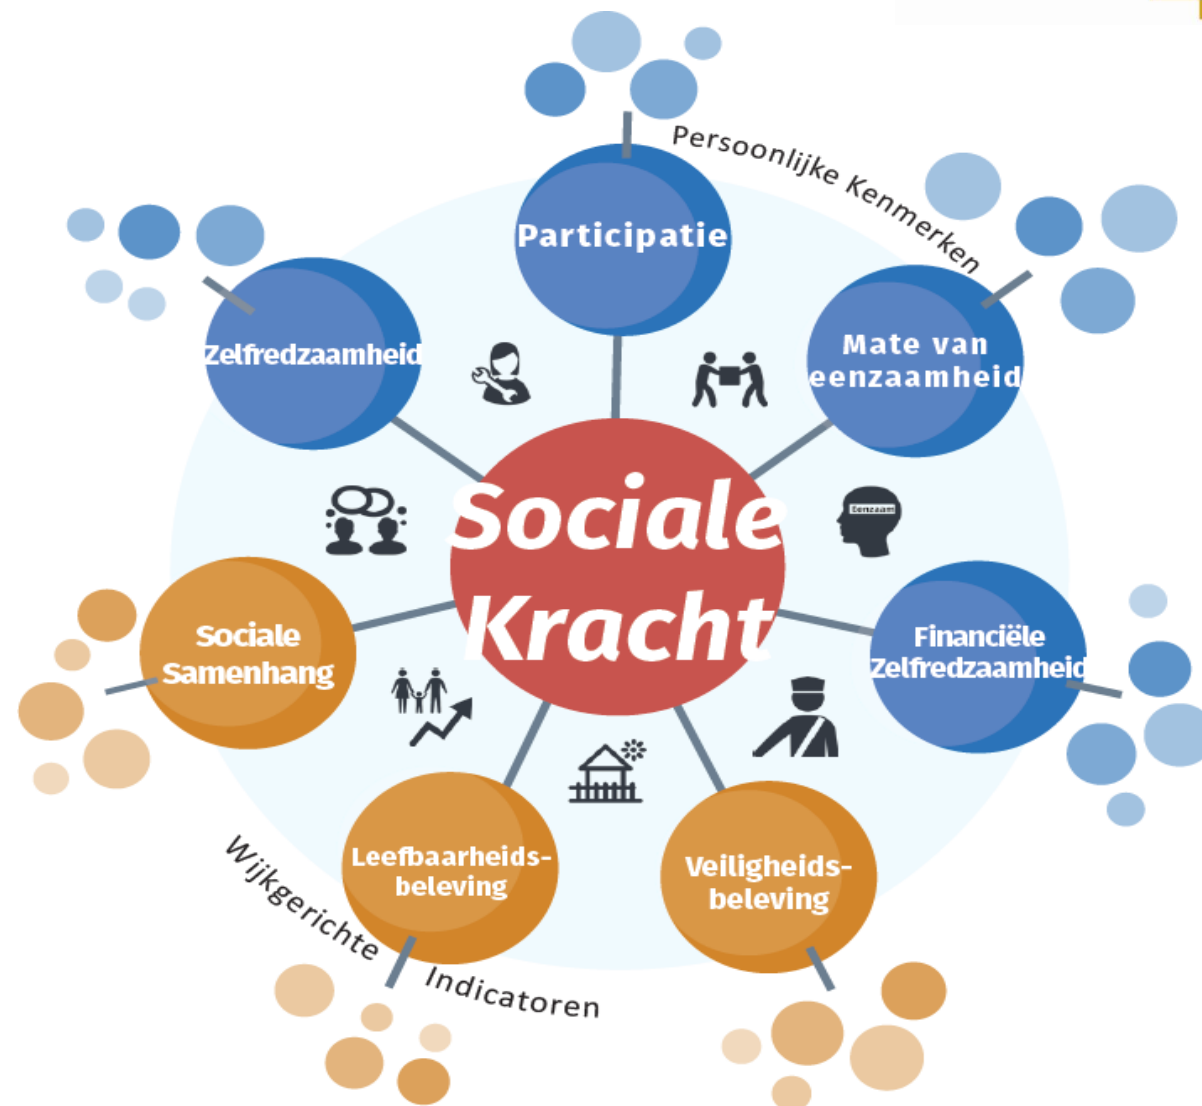 Persoonlijke Kenmerken
Participatie
Zelfredzaamheid
Mate van
eenzaamheid
Sociale
Kracht
Eenzaam
Sociale
Samenhang
Financiële
Zelfredzaamheid
Leefbaarheids-
beleving
Veiligheids-
beleving
Wijkgerichte
Indicatoren